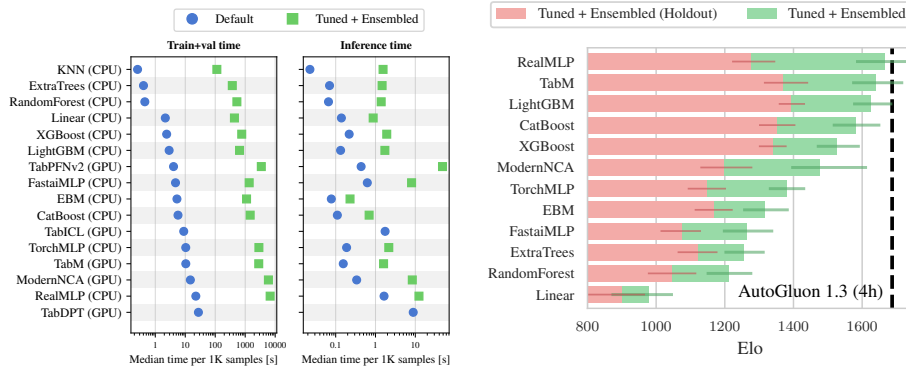 Default
Tuned + Ensembled
Train+val time
Inference time
KNN (CPU)
ExtraTrees (CPU)
RandomForest (CPU)
Linear (CPU)
XGBoost (CPU)
LightGBM (CPU)
TabPFNv2 (GPU)
FastaiMLP (CPU)
EBM (CPU)
CatBoost (CPU)
TabICL (GPU)
TorchMLP (CPU)
TabM (GPU)
ModernNCA (GPU)
RealMLP (CPU)
TabDPT (GPU)
1 10 100 1000 10000
0.1 1 10
Median time per 1K samples [s]
Median time per 1K samples [s]
Tuned + Ensembled (Holdout)
Tuned + Ensembled
RealMLP
TabM
LightGBM
CatBoost
XGBoost
ModernNCA
TorchMLP
EBM
FastaiMLP
ExtraTrees
RandomForest
Linear
AutoGluon 1.3 (4h)
800 1000 1200 1400 1600
Elo